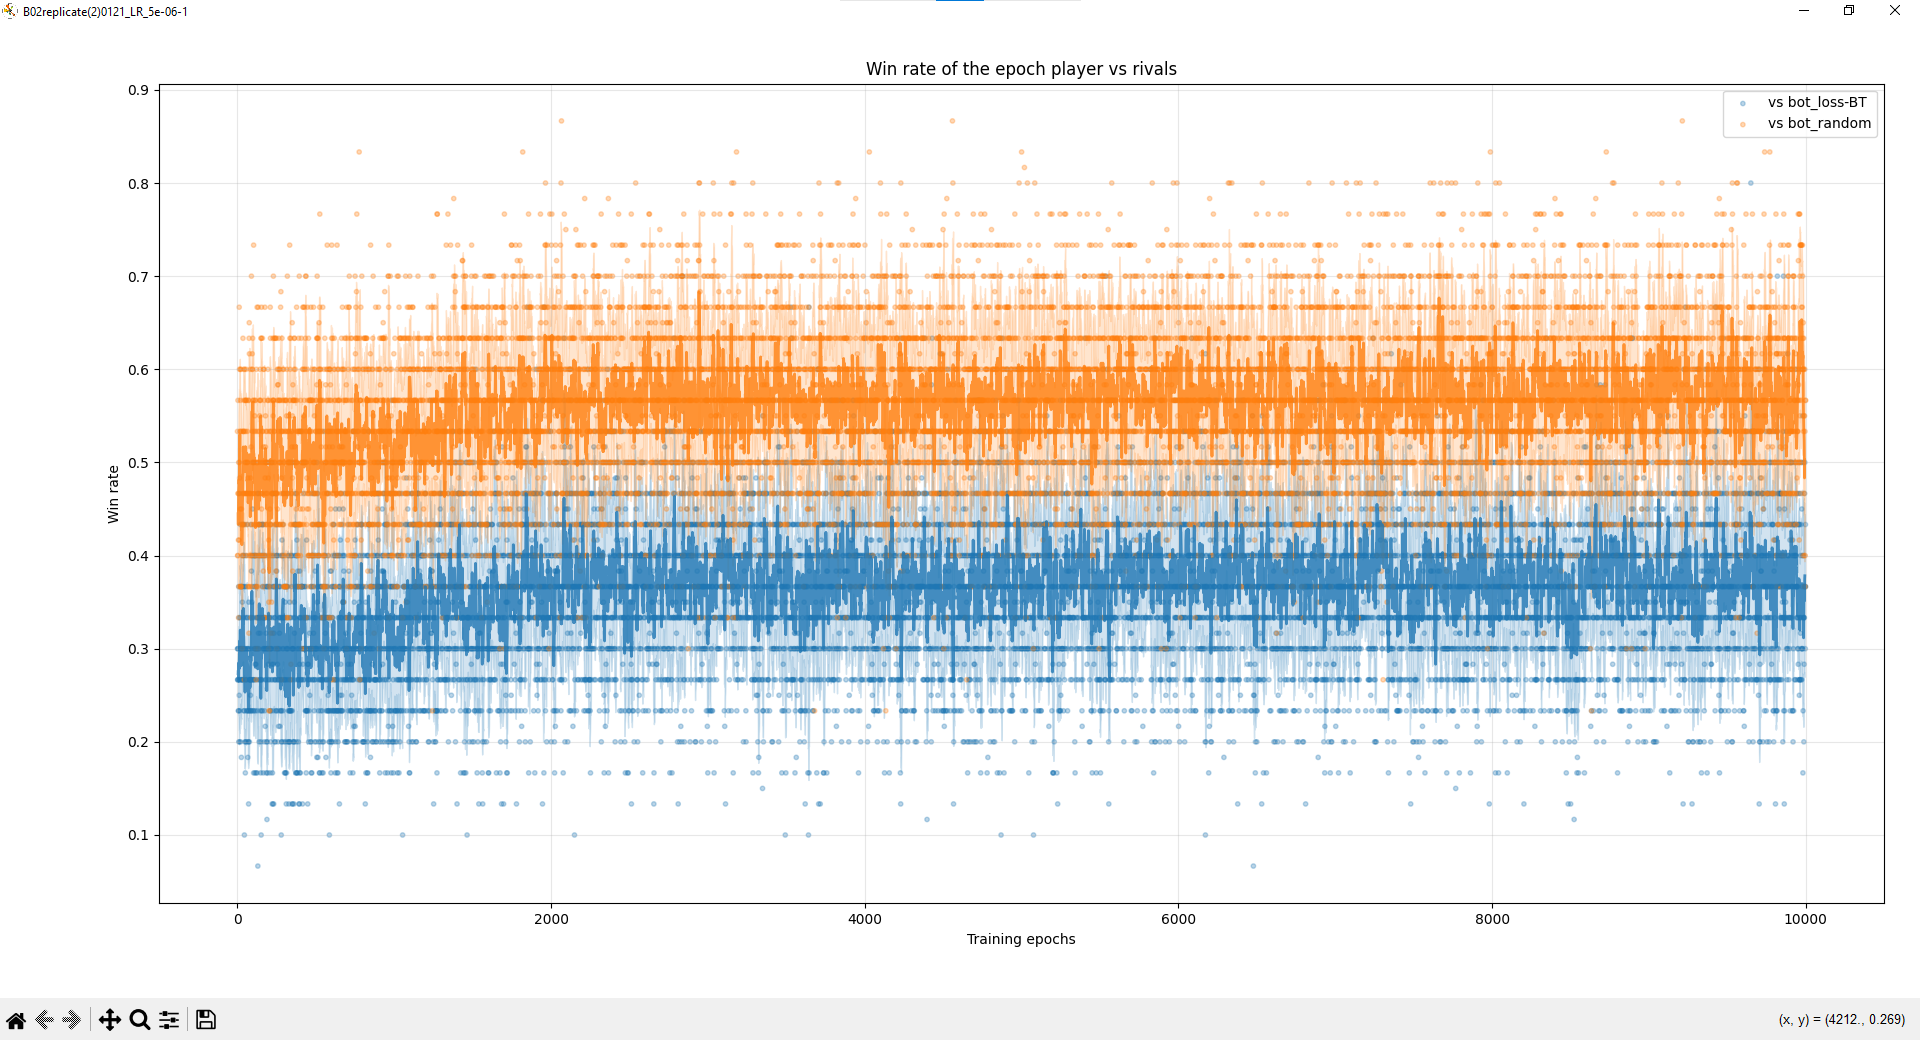 B02replicate(2)0121_LR_5e-06-1
Win rate of the epoch player vs rivals
vs bot_loss-BT
vs bot_random
Win rate
0.9
0.8
0.7
0.6
0.5
0.4
0.3
0.2
0.1
0 2000 4000 6000 8000 10000
Training epochs
(x, y) = (4212., 0.269)